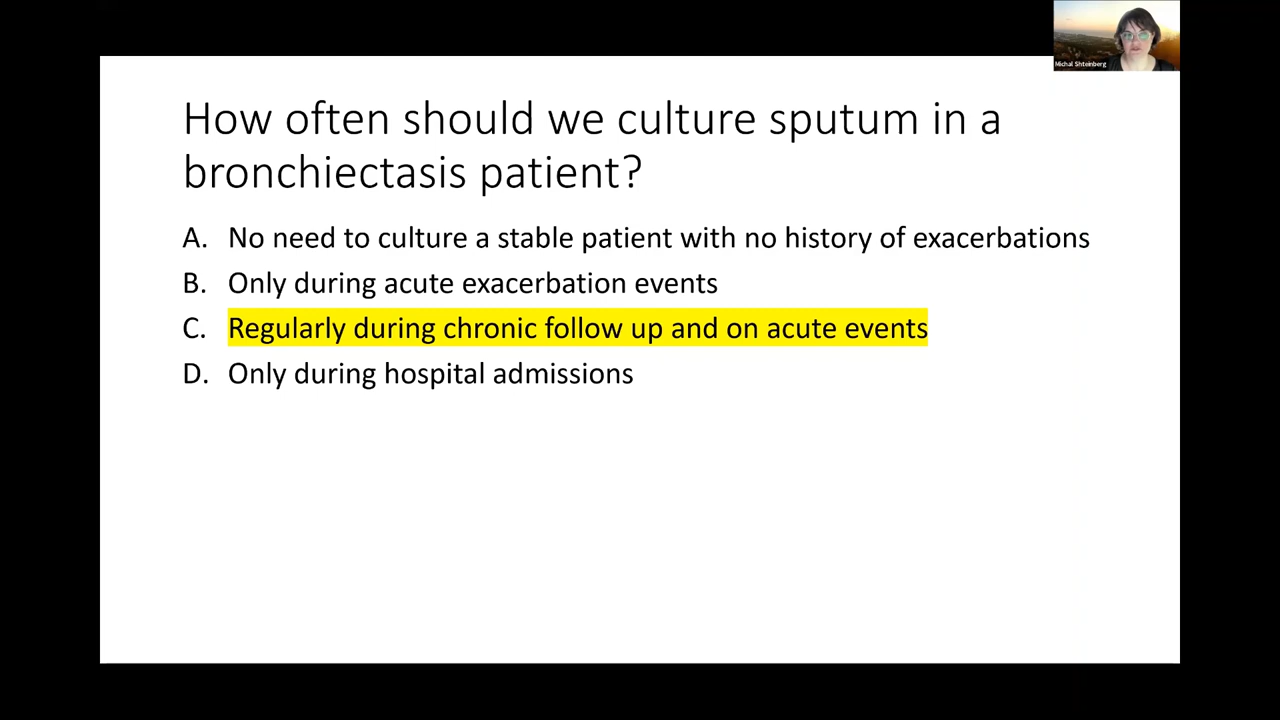 Michal Shteinberg
How often should we culture sputum in a
bronchiectasis patient?
A. No need to culture a stable patient with no history of exacerbations
B. Only during acute exacerbation events
C. Regularly during chronic follow up and on acute events
D. Only during hospital admissions